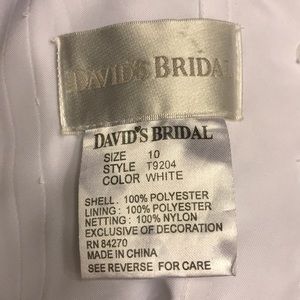 DAVID'S BRIDAL
DAVID'S BRIDAL
SIZE 10
STYLE T9204
COLOR WHITE
SHELL: 100% POLYESTER
LINING: 100% POLYESTER
NETTING: 100% NYLON
EXCLUSIVE OF DECORATION
RN 84270
MADE IN CHINA
SEE REVERSE FOR CARE